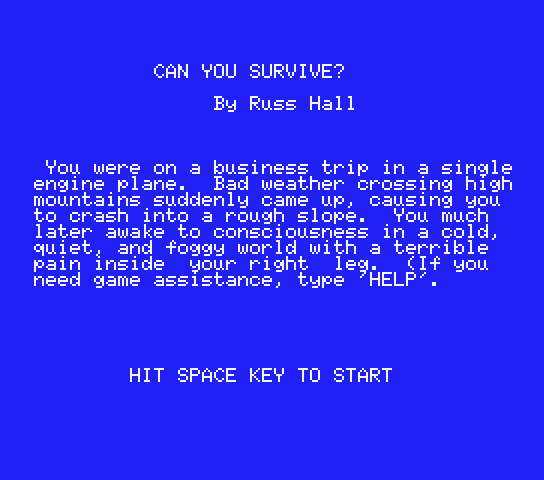 CAN YOU SURVIVE?
By Russ Hall
You were on a business trip in a single
engine plane.  Bad weather crossing high
mountains suddenly came up, causing you
to crash into a rough slope.  You much
later awake to consciousness in a cold,
quiet, and foggy world with a terrible
pain inside  your right  leg.  (If you
need game assistance, type 'HELP'.
HIT SPACE KEY TO START